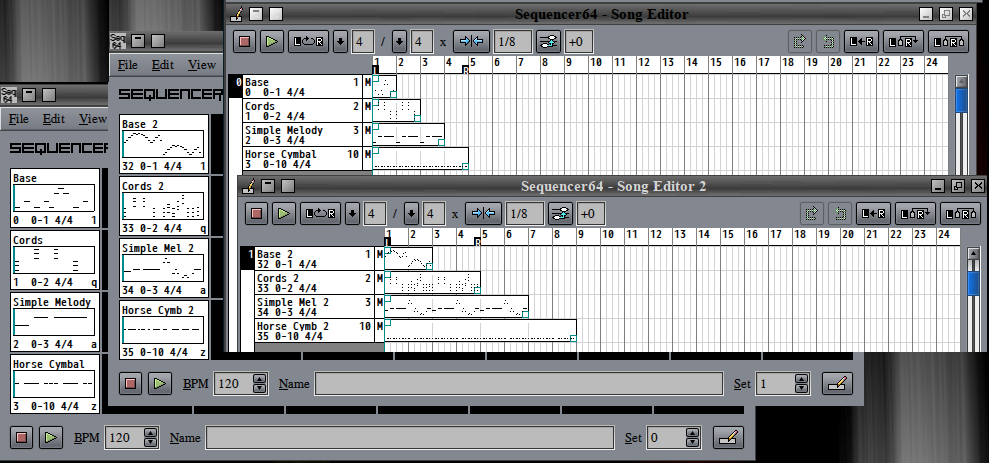 Sequencer64 - Song Editor
4 / 4 x 1/8 +0
1 2 3 4 5 6 7 8 9 10 11 12 13 14 15 16 17 18 19 20 21 22 23 24
0 Base 1 M
0 0-1 4/4
Cords 2 M
1 0-2 4/4
Simple Melody 3 M
2 0-3 4/4
Horse Cymbal 10 M
3 0-10 4/4
Sequencer64 - Song Editor 2
4 / 4 x 1/8 +0
1 2 3 4 5 6 7 8 9 10 11 12 13 14 15 16 17 18 19 20 21 22 23 24
1 Base 2 1 M
32 0-1 4/4
Cords 2 2 M
33 0-2 4/4
Simple Mel 2 3 M
34 0-3 4/4
Horse Cymb 2 10 M
35 0-10 4/4
Seq 64
File Edit View
SEQUENCER
Base 2
32 0-1 4/4 1
Cords 2
33 0-2 4/4 q
Simple Mel 2
34 0-3 4/4 a
Horse Cymb 2
35 0-10 4/4 z
BPM 120 Name Set 1
Seq 64
File Edit View
SEQUENCER
Base
0 0-1 4/4 1
Cords
1 0-2 4/4 q
Simple Melody
2 0-3 4/4 a
Horse Cymbal
3 0-10 4/4 z
BPM 120 Name Set 0